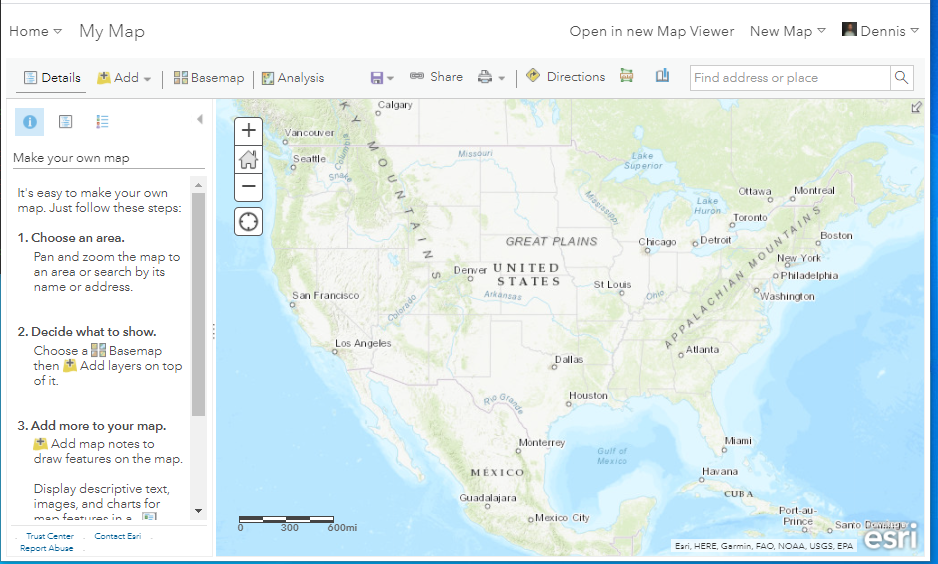 Home My Map Open in new Map Viewer New Map Dennis
Details Add Basemap Analysis Share Directions Find address or place
Make your own map
It's easy to make your own
map. Just follow these steps:
1. Choose an area.
Pan and zoom the map to
an area or search by its
name or address.
2. Decide what to show.
Choose a Basemap
then Add layers on top
of it.
3. Add more to your map.
Add map notes to
draw features on the map.
Display descriptive text,
images, and charts for
map features in a
Trust Center Contact Esri
Report Abuse
Calgary
Vancouver
Seattle
Columbia
Snake
Missouri
Lake
Superior
Ottawa Montreal
Mississippi
Lake
Huron
Toronto
Boston
GREAT PLAINS
Chicago Detroit
New York
Philadelphia
Denver UNITED
STATES
St Louis
Ohio
Washington
San Francisco
Colorado
Arkansas
APPALACHIAN MOUNTAINS
KY MOUNTAINS
Los Angeles
Dallas
Atlanta
Houston
Rio Grande
Monterrey
Gulf of
Mexico
Miami
MÉXICO
Havana
CUBA
Guadalajara
Mexico City
Port-au-
Prince
0 300 600mi
Esri, HERE, Garmin, FAO, NOAA, USGS, EPA
esri